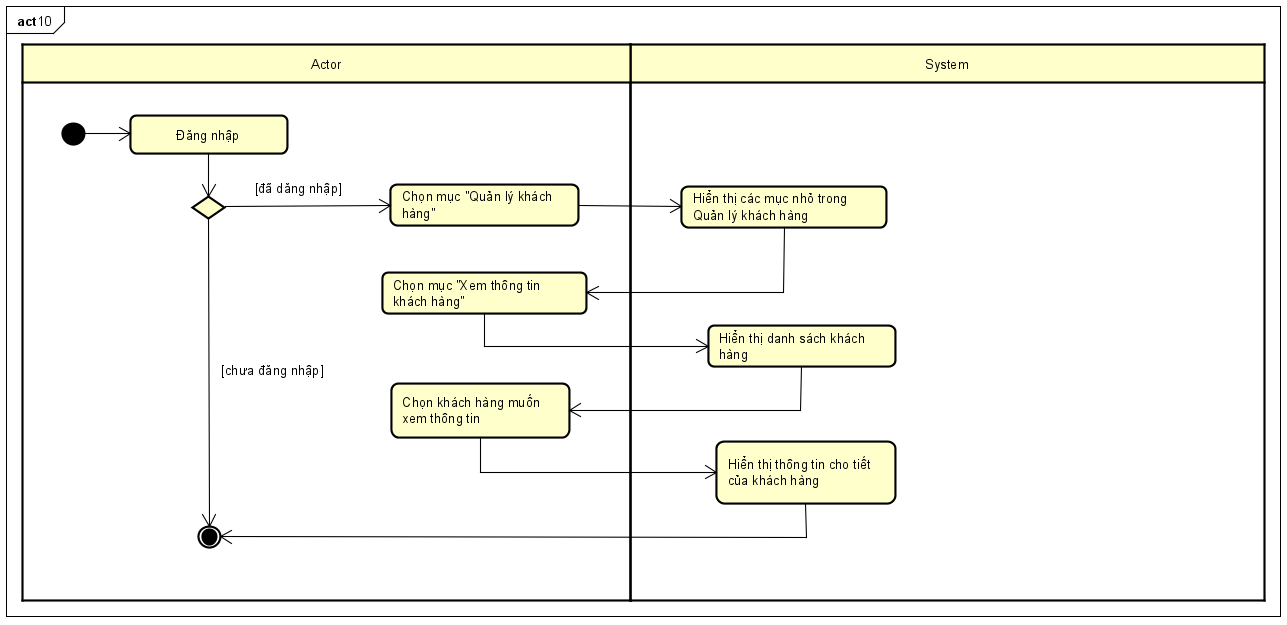 act10
Actor
System
Đăng nhập
[đã dăng nhập]
Chọn mục "Quản lý khách
hàng"
Hiển thị các mục nhỏ trong
Quản lý khách hàng
Chọn mục "Xem thông tin
khách hàng"
Hiển thị danh sách khách
hàng
[chưa đăng nhập]
Chọn khách hàng muốn
xem thông tin
Hiển thị thông tin cho tiết
của khách hàng